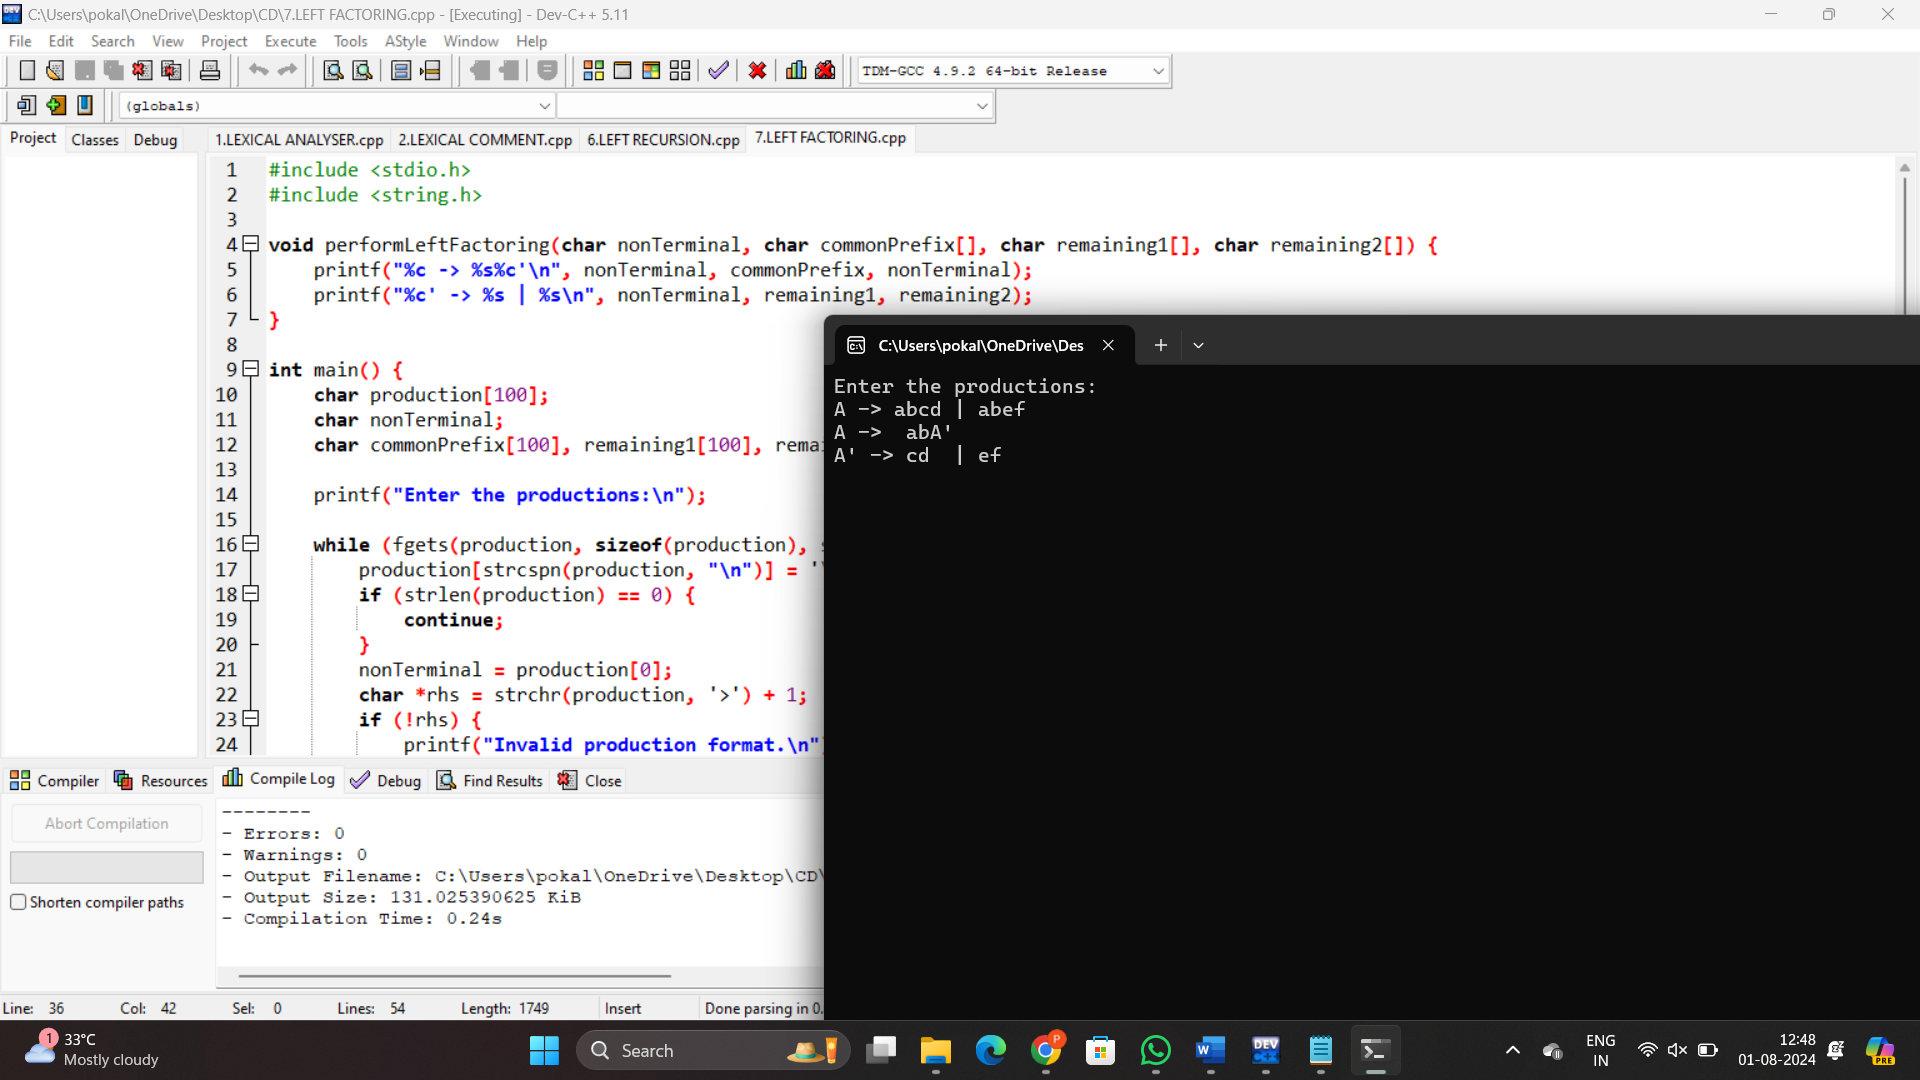 C:\Users\pokal\OneDrive\Desktop\CD\7.LEFT FACTORING.cpp - [Executing] - Dev-C++ 5.11
File Edit Search View Project Execute Tools AStyle Window Help
TDM-GCC 4.9.2 64-bit Release
(globals)
Project Classes Debug
1.LEXICAL ANALYSER.cpp 2.LEXICAL COMMENT.cpp 6.LEFT RECURSION.cpp 7.LEFT FACTORING.cpp
1 #include <stdio.h>
2 #include <string.h>
3
4 void performLeftFactoring(char nonTerminal, char commonPrefix[], char remaining1[], char remaining2[]) {
5 printf("%c -> %s%c'\n", nonTerminal, commonPrefix, nonTerminal);
6 printf("%c' -> %s | %s\n", nonTerminal, remaining1, remaining2);
7 }
8
9 int main() {
10 char production[100];
11 char nonTerminal;
12 char commonPrefix[100], remaining1[100], rema
13
14 printf("Enter the productions:\n");
15
16 while (fgets(production, sizeof(production),
17 production[strcspn(production, "\n")] = '
18 if (strlen(production) == 0) {
19 continue;
20 }
21 nonTerminal = production[0];
22 char *rhs = strchr(production, '>') + 1;
23 if (!rhs) {
24 printf("Invalid production format.\n"
C:\Users\pokal\OneDrive\Des
Enter the productions:
A -> abcd | abef
A ->  abA'
A' -> cd  | ef
Compiler Resources Compile Log Debug Find Results Close
Abort Compilation
Shorten compiler paths
--------
- Errors: 0
- Warnings: 0
- Output Filename: C:\Users\pokal\OneDrive\Desktop\CD\
- Output Size: 131.025390625 KiB
- Compilation Time: 0.24s
Line: 36 Col: 42 Sel: 0 Lines: 54 Length: 1749 Insert Done parsing in 0.
1
33°C
Mostly cloudy
Search
P
DEV
C++
ENG
IN
12:48
01-08-2024
PRE